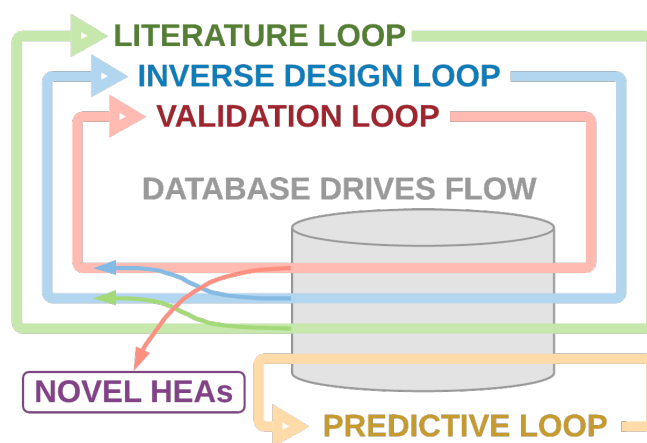 LITERATURE LOOP
INVERSE DESIGN LOOP
VALIDATION LOOP
DATABASE DRIVES FLOW
NOVEL HEAs
PREDICTIVE LOOP